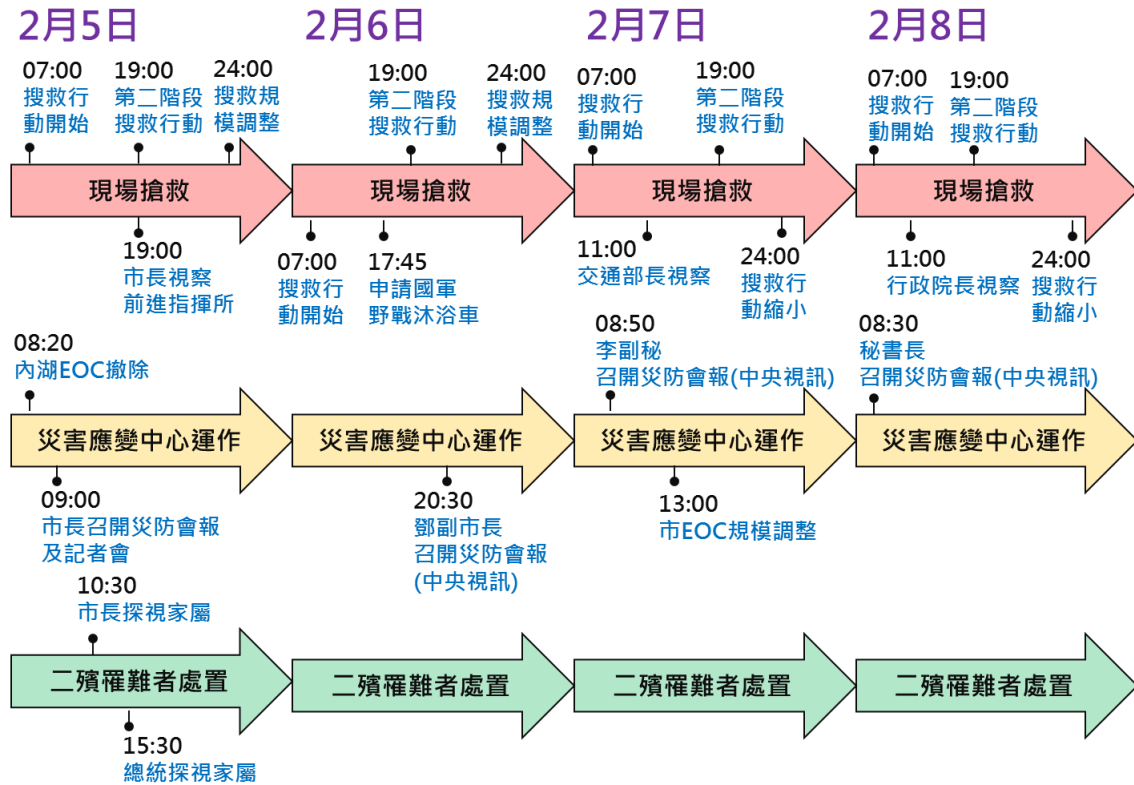 2月5日
2月6日
2月7日
2月8日
07:00
搜救行
動開始
19:00
第二階段
搜救行動
24:00
搜救規
模調整
19:00
第二階段
搜救行動
24:00
搜救規
模調整
07:00
搜救行
動開始
19:00
第二階段
搜救行動
07:00
搜救行
動開始
19:00
第二階段
搜救行動
現場搶救
現場搶救
現場搶救
現場搶救
19:00
市長視察
前進指揮所
07:00
搜救行
動開始
17:45
申請國軍
野戰沐浴車
11:00
交通部長視察
24:00
搜救行
動縮小
11:00
行政院長視察
24:00
搜救行
動縮小
08:20
內湖EOC撤除
08:50
李副秘
召開災防會報(中央視訊)
08:30
秘書長
召開災防會報(中央視訊)
災害應變中心運作
災害應變中心運作
災害應變中心運作
災害應變中心運作
09:00
市長召開災防會報
及記者會
20:30
鄧副市長
召開災防會報
(中央視訊)
13:00
市EOC規模調整
10:30
市長探視家屬
二殯罹難者處置
二殯罹難者處置
二殯罹難者處置
二殯罹難者處置
15:30
總統探視家屬